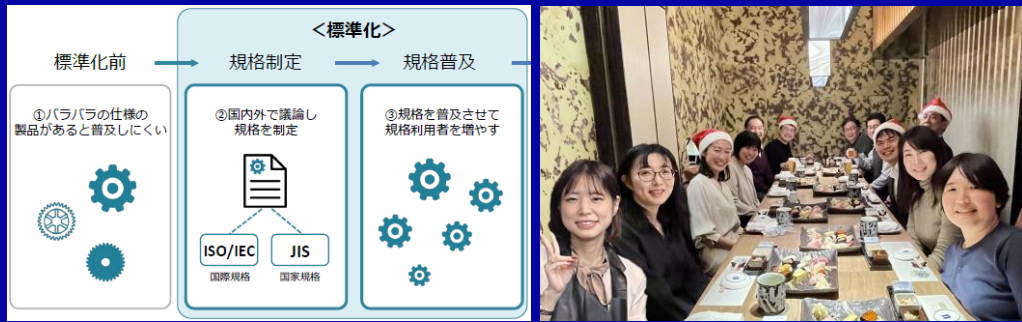 <標準化>
標準化前
規格制定
規格普及
①バラバラの仕様の
製品があると普及しにくい
②国内外で議論し
規格を制定
③規格を普及させて
規格利用者を増やす
ISO/IEC
JIS
国際規格
国家規格